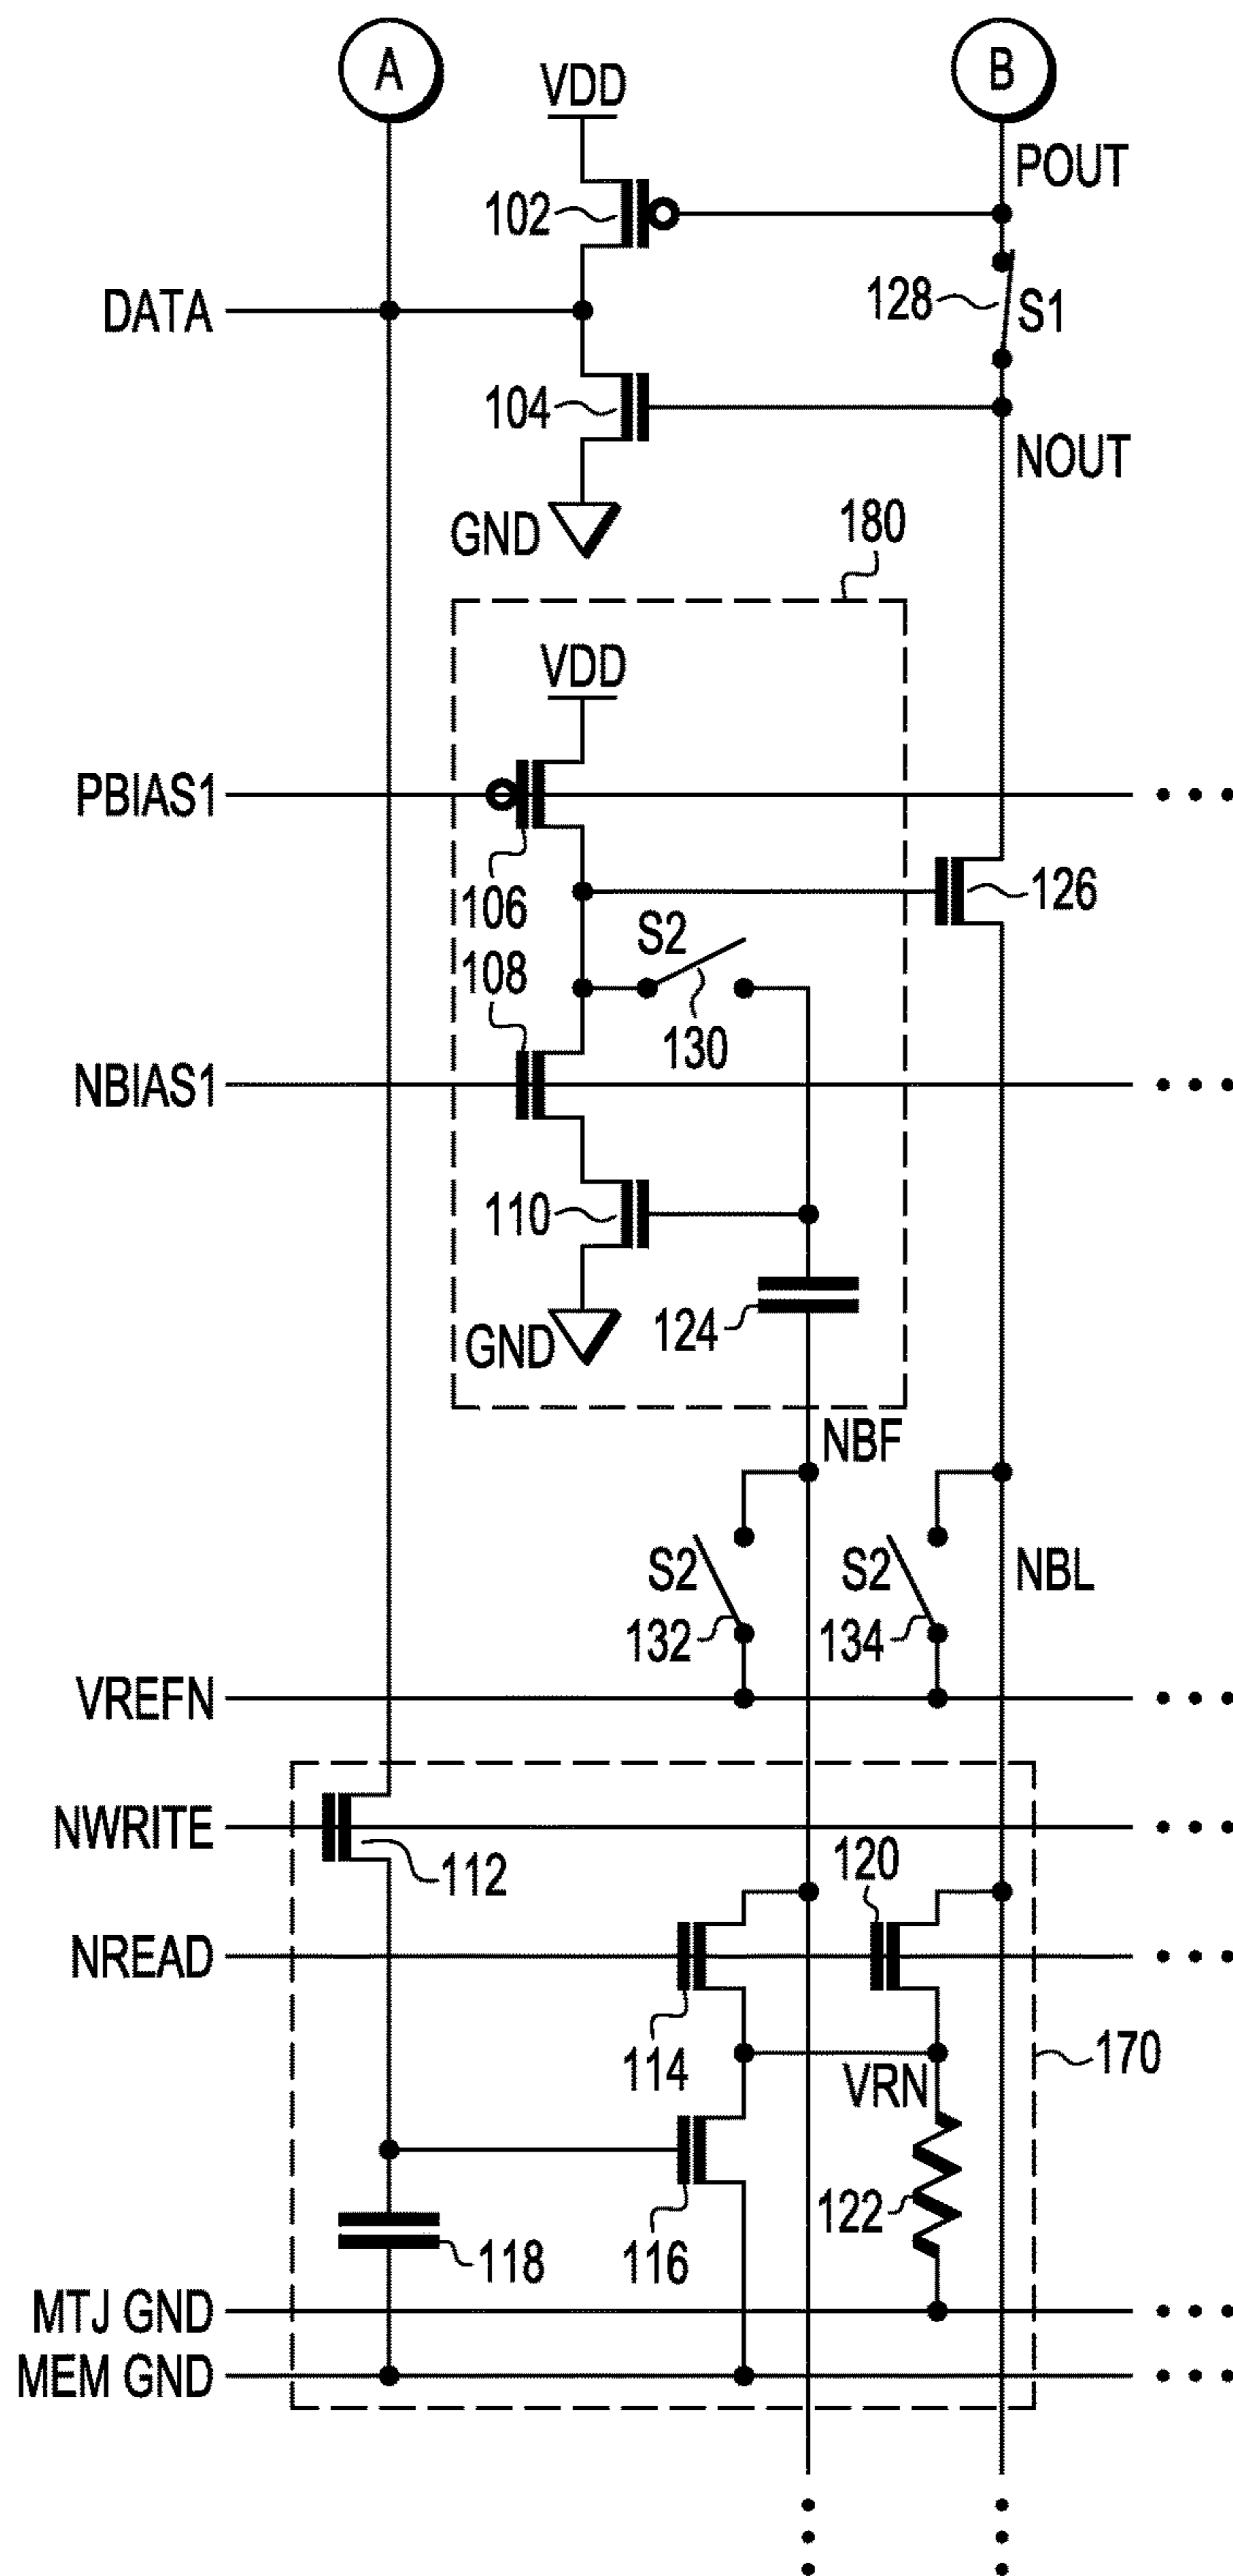 A
B
VDD
POUT
102
128
S1
DATA
104
NOUT
GND
180
VDD
PBIAS1
106
126
S2
108
130
NBIAS1
110
124
GND
NBF
S2
S2
NBL
132
134
VREFN
NWRITE
112
120
NREAD
114
VRN
170
122
118
116
MTJ GND
MEM GND